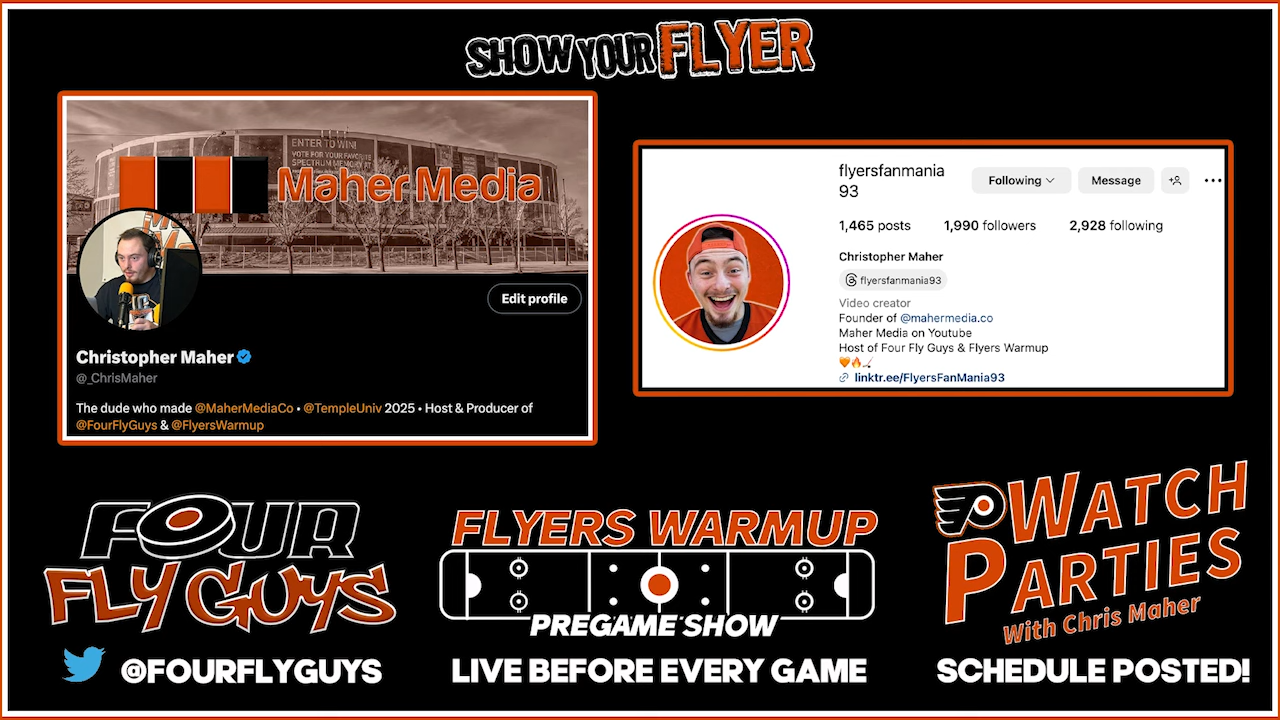 SHOW YOUR FLYER
ENTER TO WIN!
VOTE FOR YOUR FAVORITE
SPECTRUM MEMORY AT
Maher Media
Edit profile
Christopher Maher
@_ChrisMaher
The dude who made @MaherMediaCo • @TempleUniv 2025 • Host & Producer of
@FourFlyGuys & @FlyersWarmup
flyersfanmania
93
Following
Message
1,465 posts 1,990 followers 2,928 following
Christopher Maher
flyersfanmania93
Video creator
Founder of @mahermedia.co
Maher Media on Youtube
Host of Four Fly Guys & Flyers Warmup
🧡🔥🏒
linktr.ee/FlyersFanMania93
FOUR
FLY GUYS
@FOURFLYGUYS
FLYERS WARMUP
PREGAME SHOW
LIVE BEFORE EVERY GAME
WATCH
PARTIES
With Chris Maher
SCHEDULE POSTED!